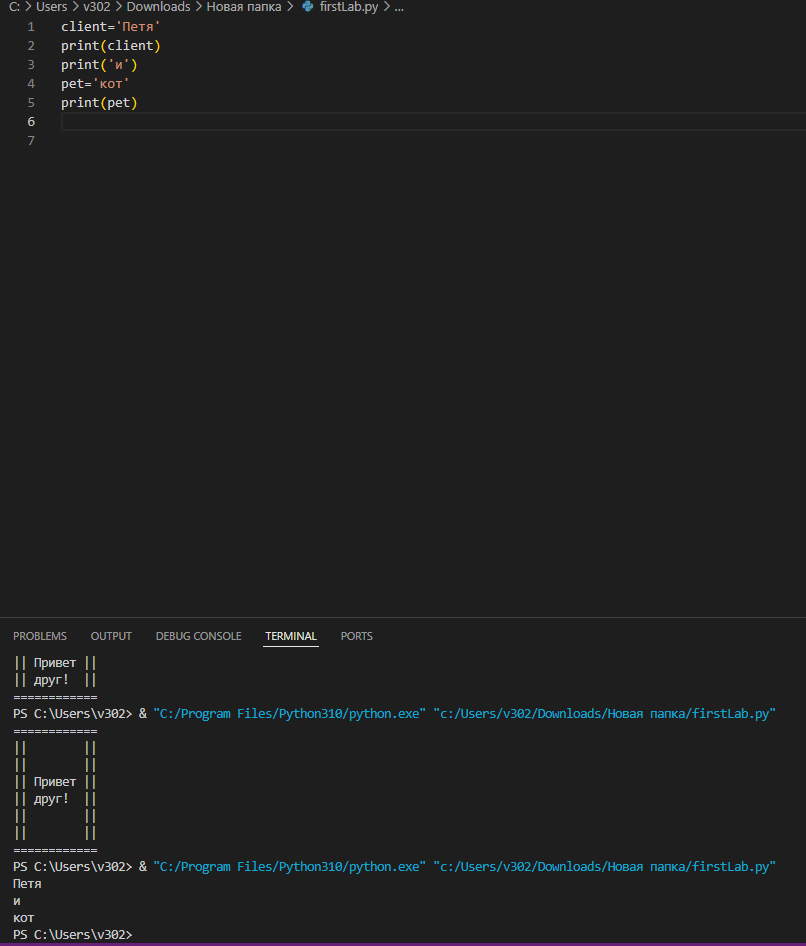 C: > Users > v302 > Downloads > Новая папка > firstLab.py > ...
1 client='Петя'
2 print(client)
3 print('и')
4 pet='кот'
5 print(pet)
6
7
PROBLEMS OUTPUT DEBUG CONSOLE TERMINAL PORTS
|| Привет ||
|| друг!  ||
============
PS C:\Users\v302> & "C:/Program Files/Python310/python.exe" "c:/Users/v302/Downloads/Новая папка/firstLab.py"
============
||        ||
||        ||
|| Привет ||
|| друг!  ||
||        ||
||        ||
============
PS C:\Users\v302> & "C:/Program Files/Python310/python.exe" "c:/Users/v302/Downloads/Новая папка/firstLab.py"
Петя
и
кот
PS C:\Users\v302>